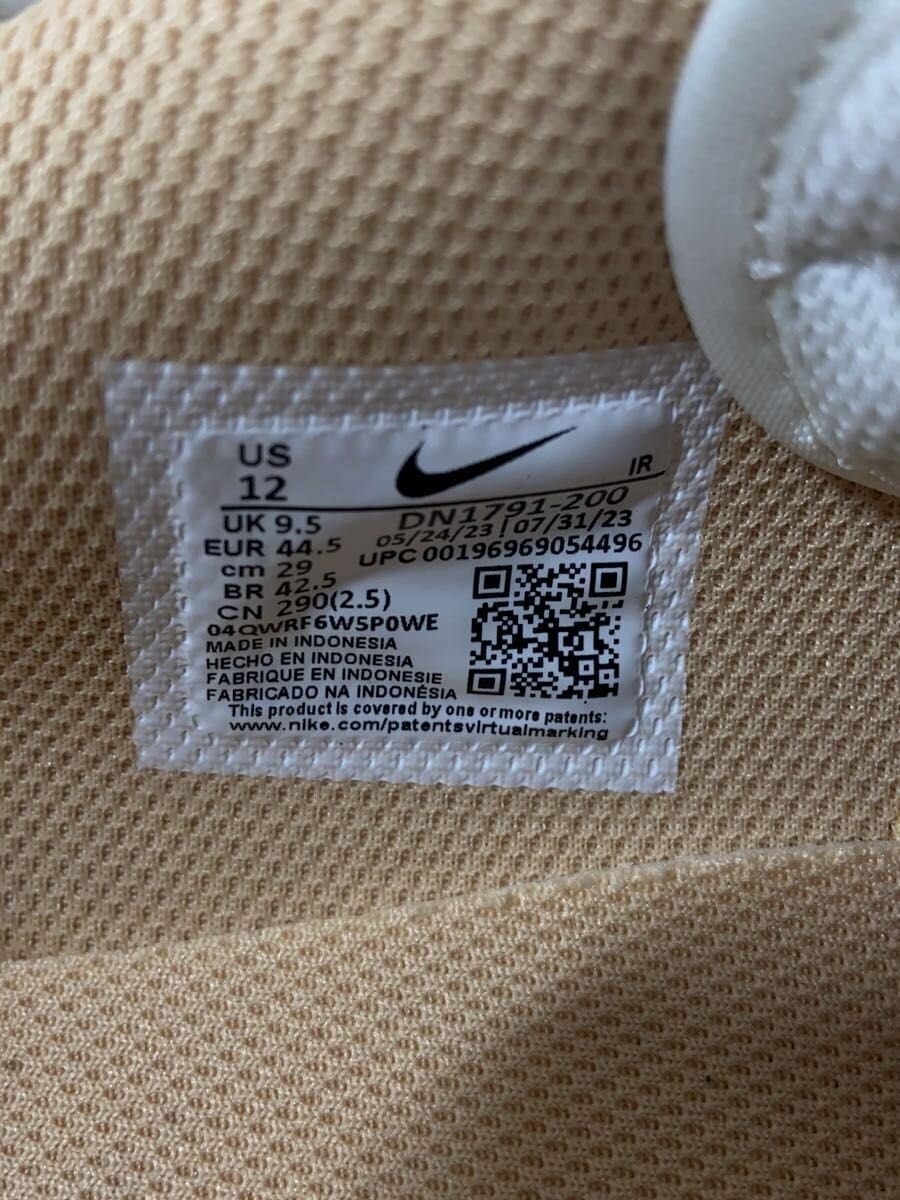 US
12
IR
UK 9.5
EUR 44.5
cm 29
BR 42.5
CN 290(2.5)
DN1791-200
05/24/23 | 07/31/23
UPC 00196969054496
04QWRF6W5P0WE
MADE IN INDONESIA
HECHO EN INDONESIA
FABRIQUE EN INDONESIE
FABRICADO NA INDONÉSIA
This product is covered by one or more patents:
www.nike.com/patentsvirtualmarking